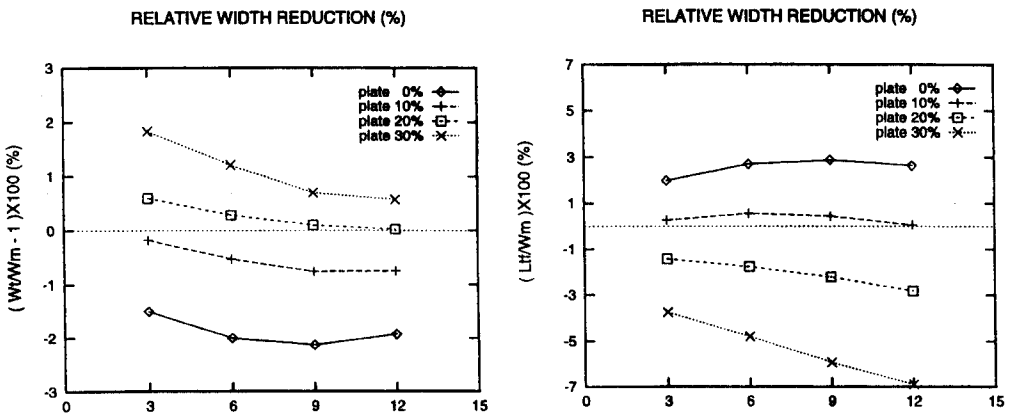 RELATIVE WIDTH REDUCTION (%)
( Wt/Wm - 1 )X100 (%)
3
2
1
0
-1
-2
-3
plate 0%
plate 10%
plate 20%
plate 30%
0 3 6 9 12 15
RELATIVE WIDTH REDUCTION (%)
( Ltt/Wm )X100 (%)
7
5
3
1
-1
-3
-5
-7
plate 0%
plate 10%
plate 20%
plate 30%
0 3 6 9 12 15